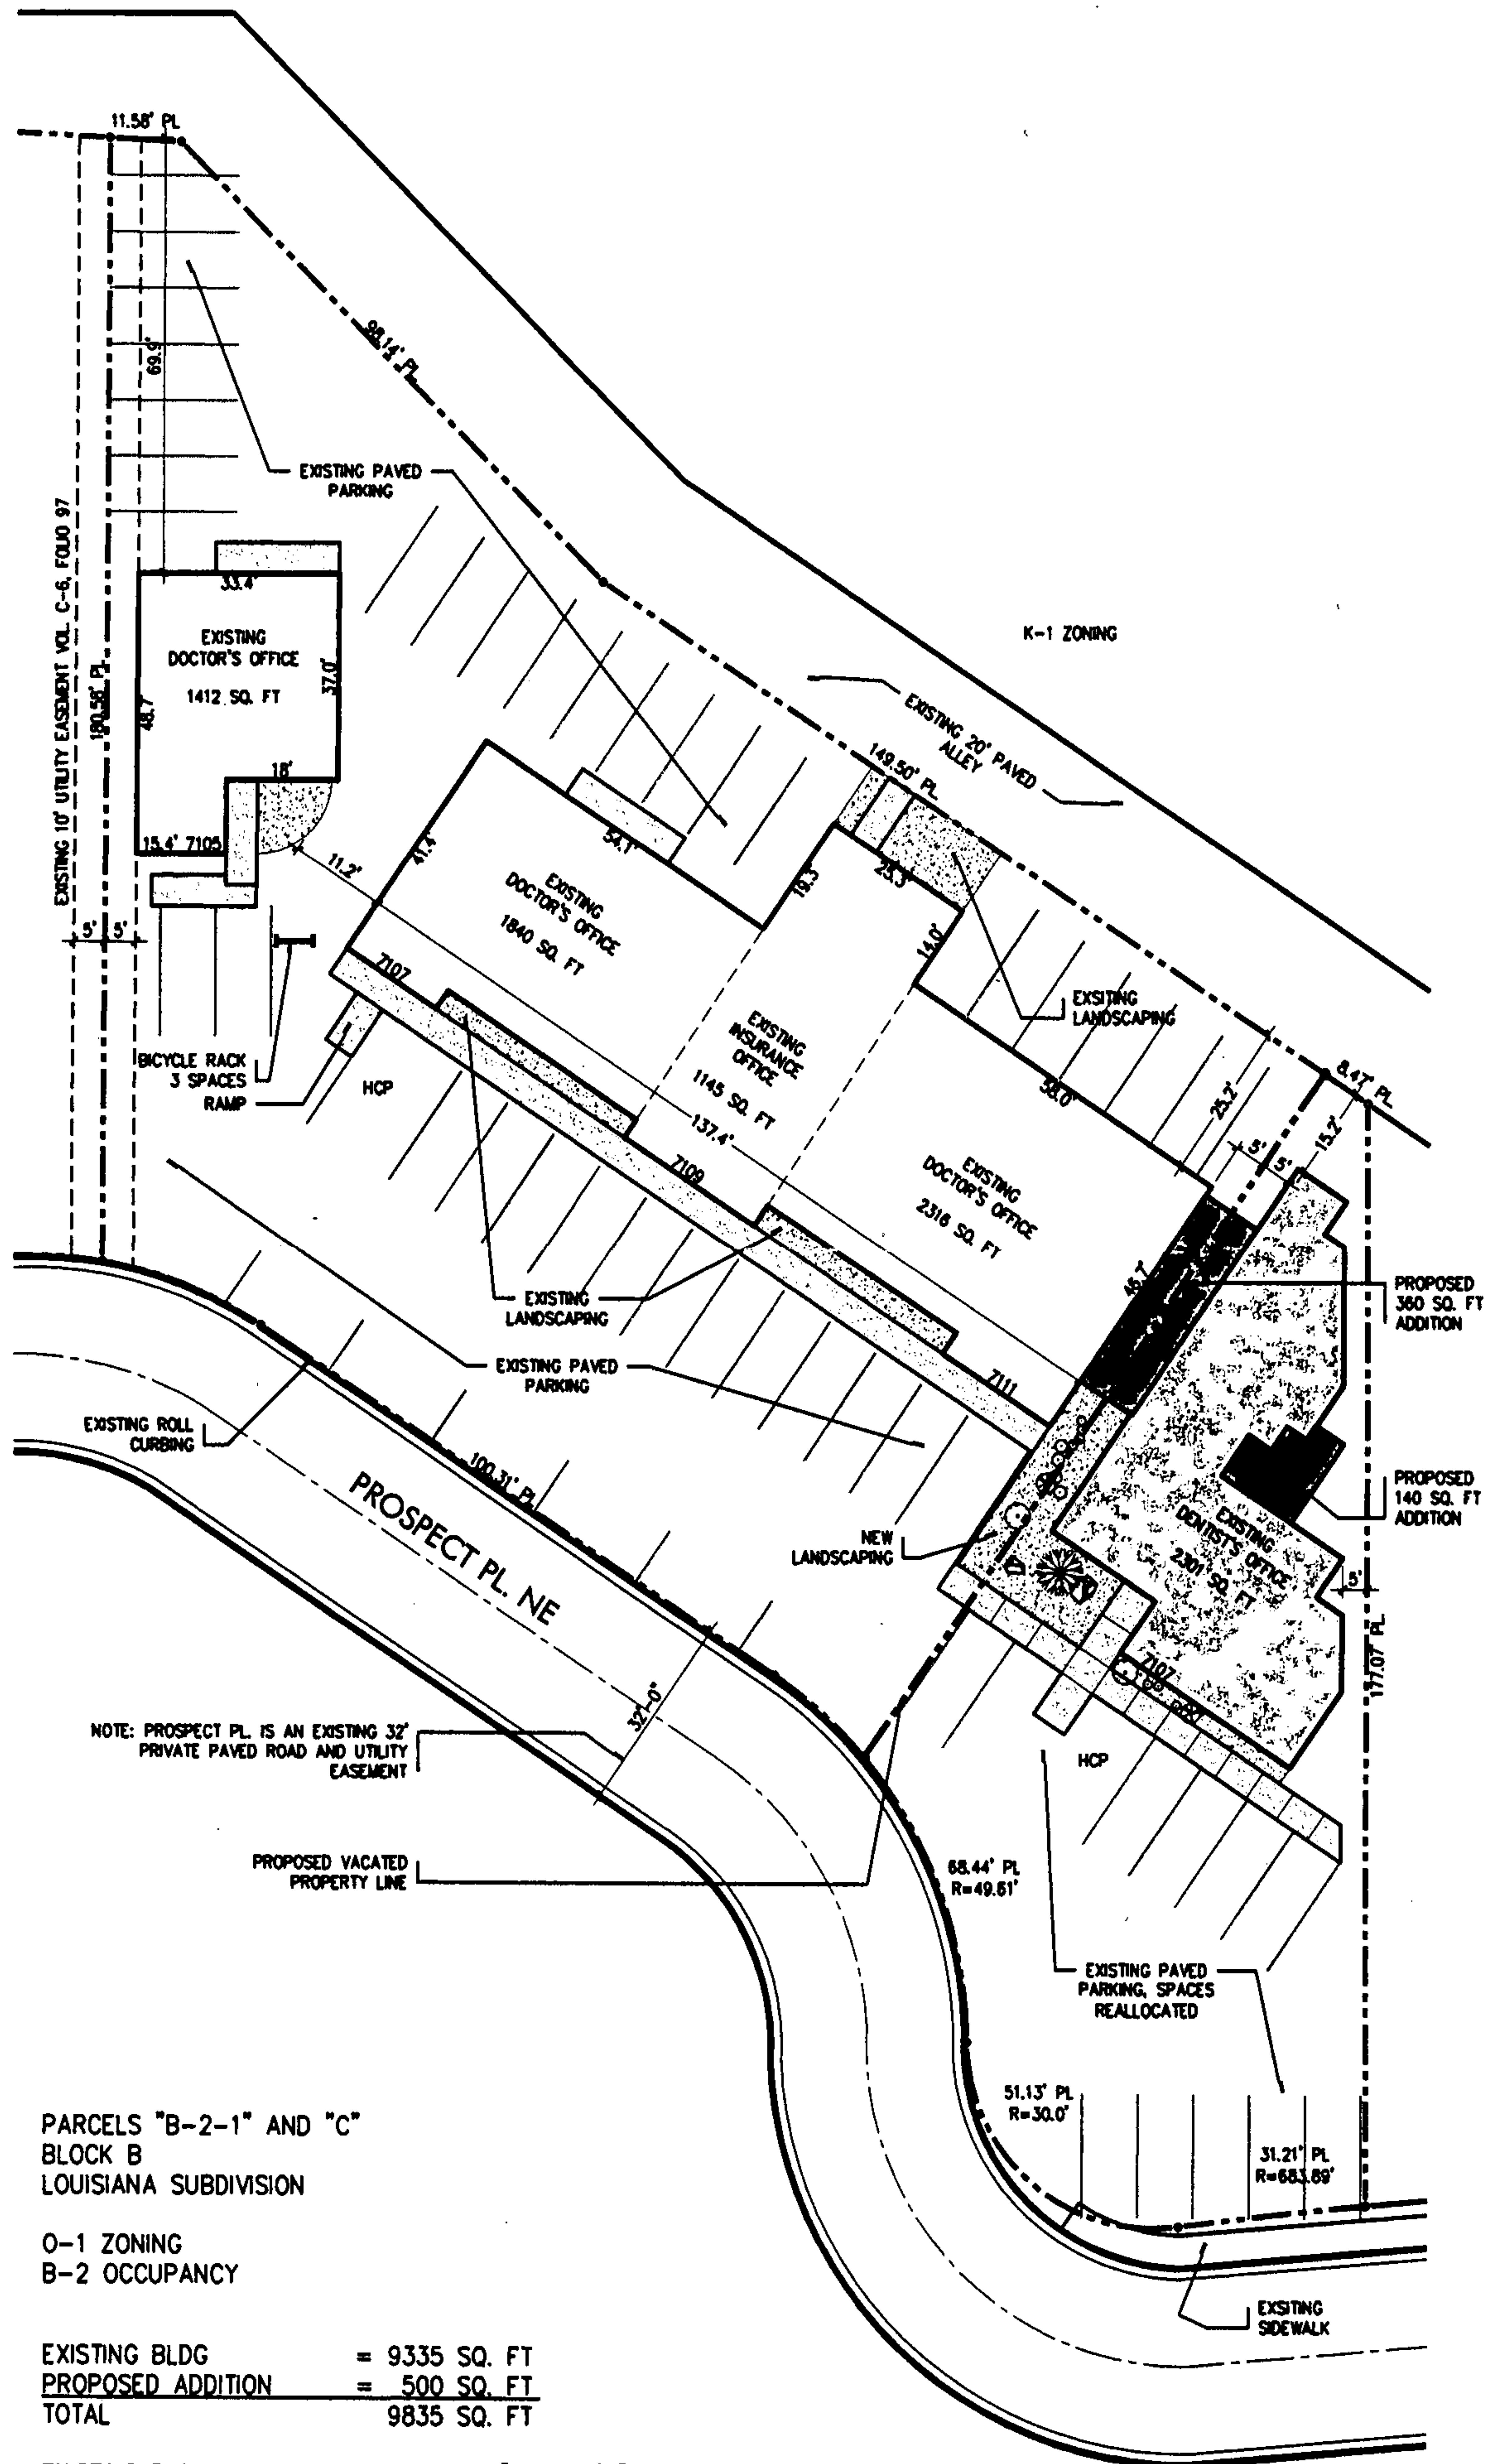 11.58' PL
98.14' PL
69.9'
EXISTING PAVED
PARKING
EXISTING 10' UTILITY EASEMENT VOL. C-6, FOLIO 97
180.58' PL
33.4'
EXISTING
DOCTOR'S OFFICE
1412 SQ. FT
37.0'
48.7'
18'
15.4' 7105
5' 5'
K-1 ZONING
EXISTING 20' PAVED
ALLEY
149.50' PL
11.2'
41.4'
54.1'
EXISTING
DOCTOR'S OFFICE
1840 SQ. FT
19.3'
25.3'
14.0'
EXSITING
LANDSCAPING
7107
BICYCLE RACK
3 SPACES
RAMP
HCP
EXISTING
INSURANCE
OFFICE
1145 SQ. FT
137.4'
7109
58.0'
25.2'
8.47' PL
15.2'
5' 5'
EXISTING
DOCTOR'S OFFICE
2316 SQ. FT
7111
EXISTING
LANDSCAPING
EXISTING PAVED
PARKING
PROPOSED
360 SQ. FT
ADDITION
EXISTING ROLL
CURBING
100.31' PL
PROSPECT PL. NE
NEW
LANDSCAPING
PROPOSED
140 SQ. FT
ADDITION
EXISTING
DENTIST'S OFFICE
2301 SQ. FT
5'
177.07' PL
7107
HCP
32'-0"
NOTE: PROSPECT PL. IS AN EXISTING 32'
PRIVATE PAVED ROAD AND UTILITY
EASEMENT
PROPOSED VACATED
PROPERTY LINE
68.44' PL
R=49.61'
EXISTING PAVED
PARKING, SPACES
REALLOCATED
51.13' PL
R=30.0'
31.21' PL
R=683.89'
EXSITING
SIDEWALK
PARCELS "B-2-1" AND "C"
BLOCK B
LOUISIANA SUBDIVISION
O-1 ZONING
B-2 OCCUPANCY
EXISTING BLDG = 9335 SQ. FT
PROPOSED ADDITION = 500 SQ. FT
TOTAL 9835 SQ. FT